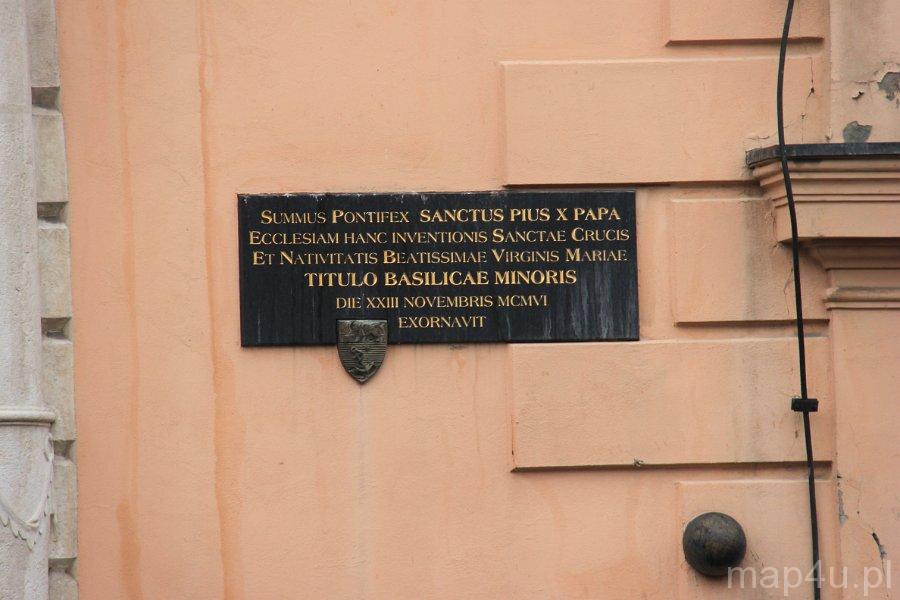 SUMMUS PONTIFEX SANCTUS PIUS X PAPA
ECCLESIAM HANC INVENTIONIS SANCTAE CRUCIS
ET NATIVITATIS BEATISSIMAE VIRGINIS MARIAE
TITULO BASILICAE MINORIS
DIE XXIII NOVEMBRIS MCMVI
EXORNAVIT
map4u.pl